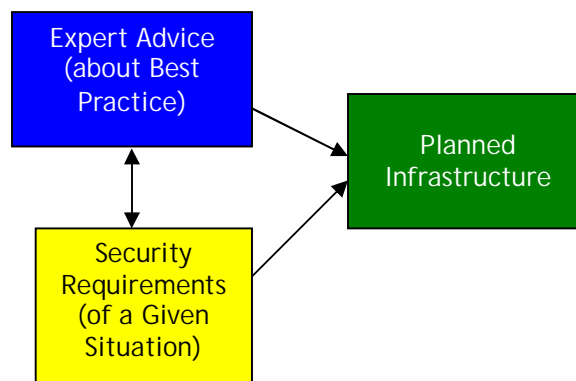 Expert Advice
(about Best
Practice)
Planned
Infrastructure
Security
Requirements
(of a Given
Situation)